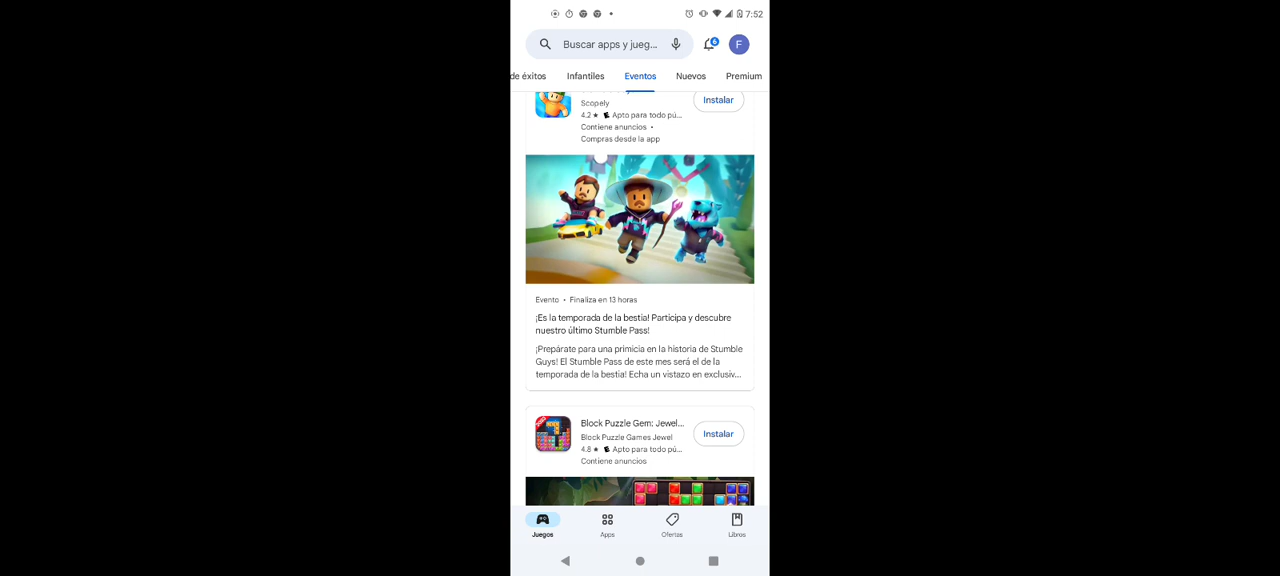 7:52
Buscar apps y jueg...
6
F
de éxitos
Infantiles
Eventos
Nuevos
Premium
Scopely
Instalar
4.2 ★ Apto para todo pú...
Contiene anuncios •
Compras desde la app
Evento • Finaliza en 13 horas
¡Es la temporada de la bestia! Participa y descubre
nuestro último Stumble Pass!
¡Prepárate para una primicia en la historia de Stumble
Guys! El Stumble Pass de este mes será el de la
temporada de la bestia! Echa un vistazo en exclusiv...
Block Puzzle Gem: Jewel...
Block Puzzle Games Jewel
Instalar
4.8 ★ Apto para todo pú...
Contiene anuncios
Juegos
Apps
Ofertas
Libros